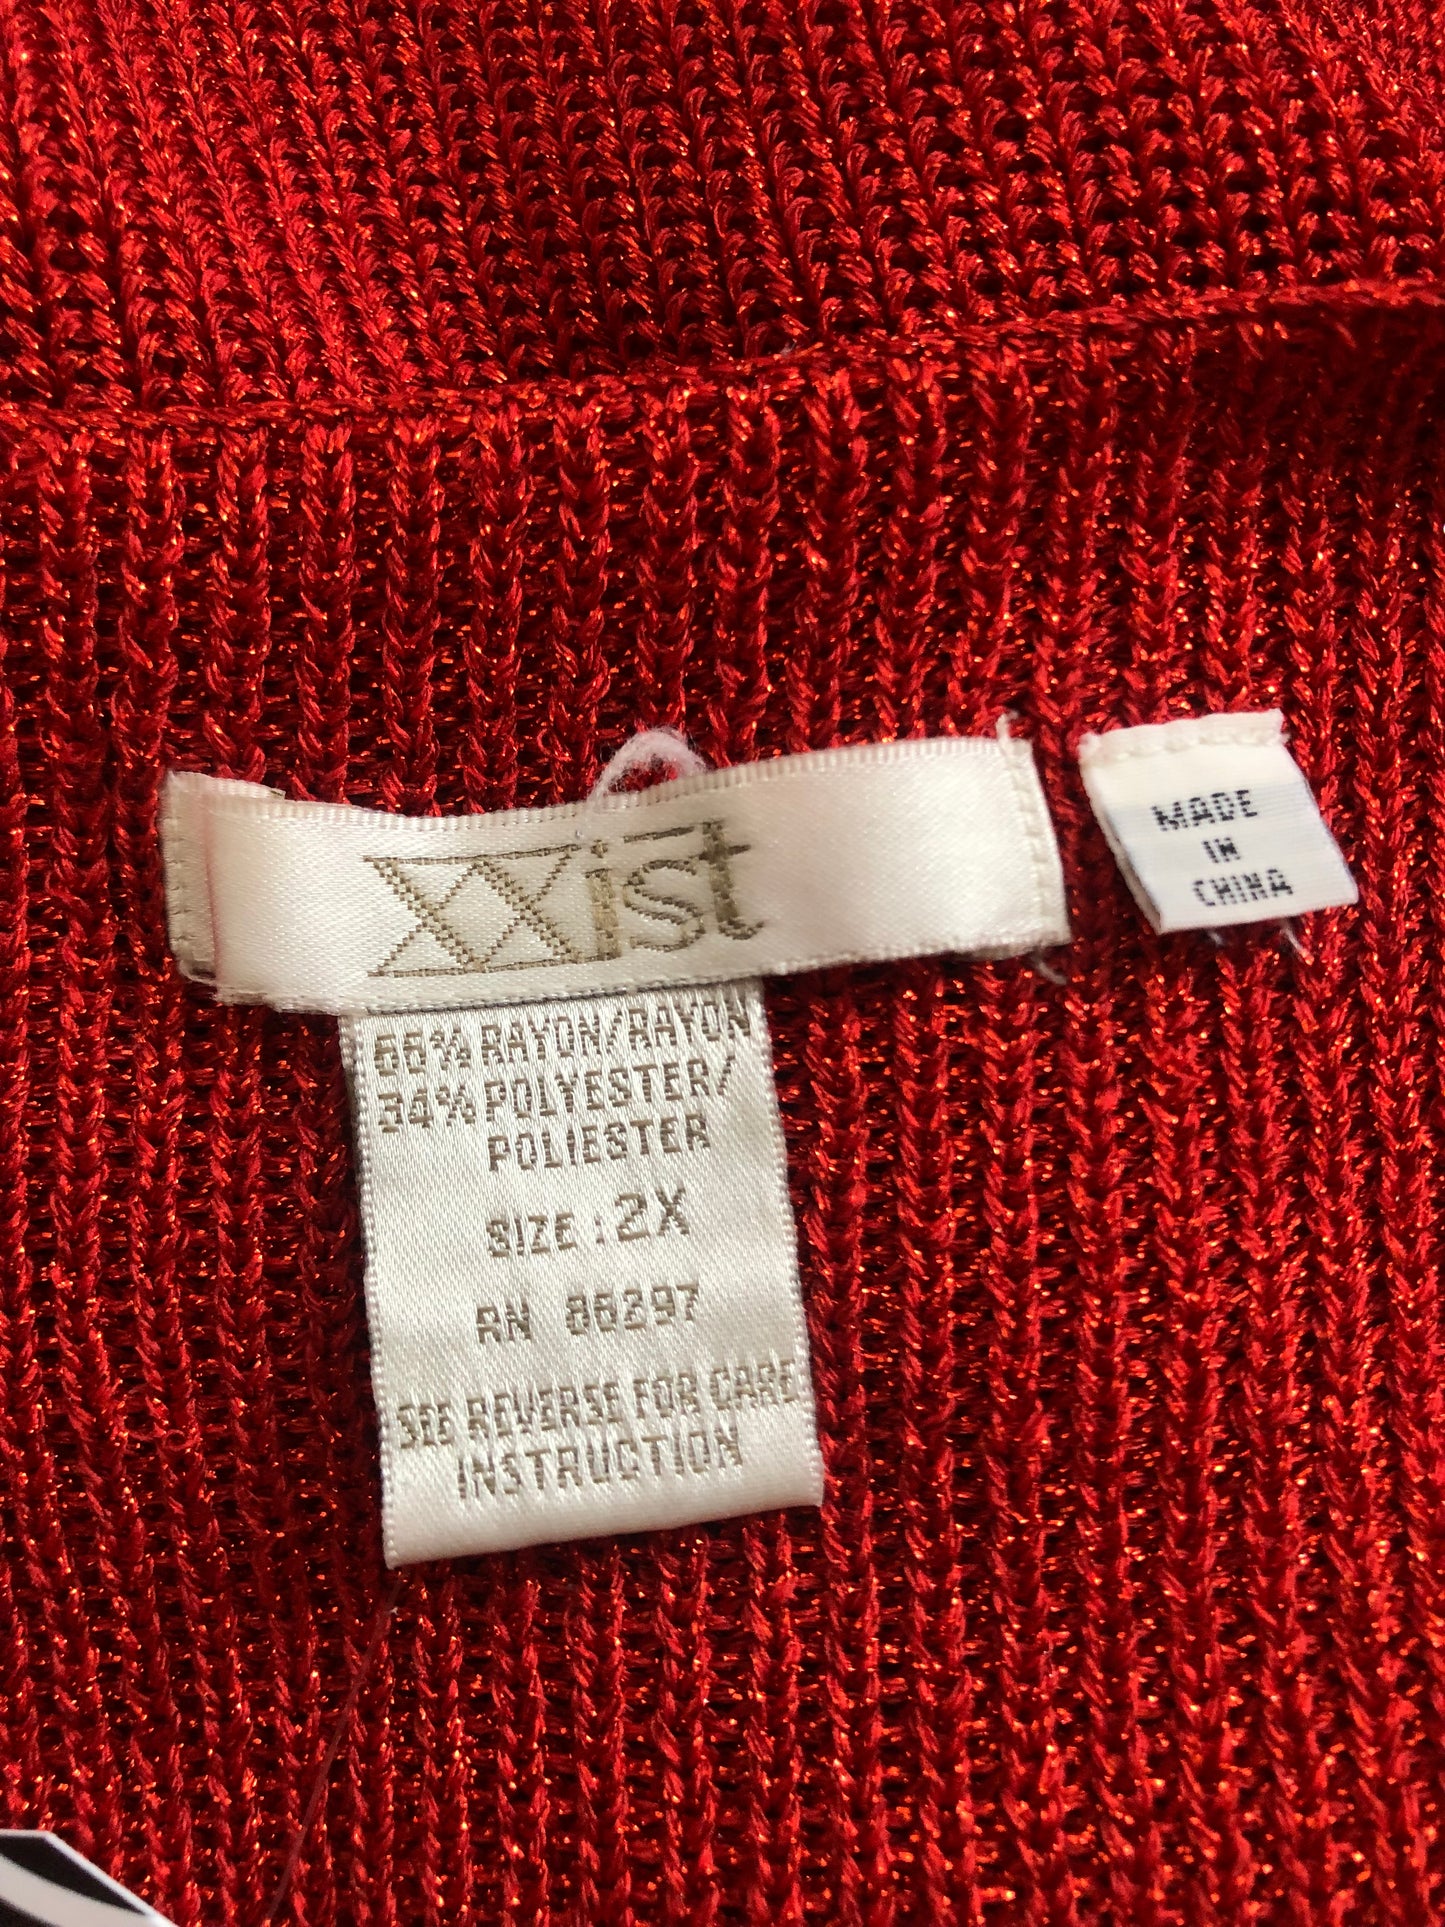 XXist
MADE
IN
CHINA
66% RAYON/RAYON
34% POLYESTER/
POLIESTER
SIZE : 2X
RN 86297
SEE REVERSE FOR CARE
INSTRUCTION